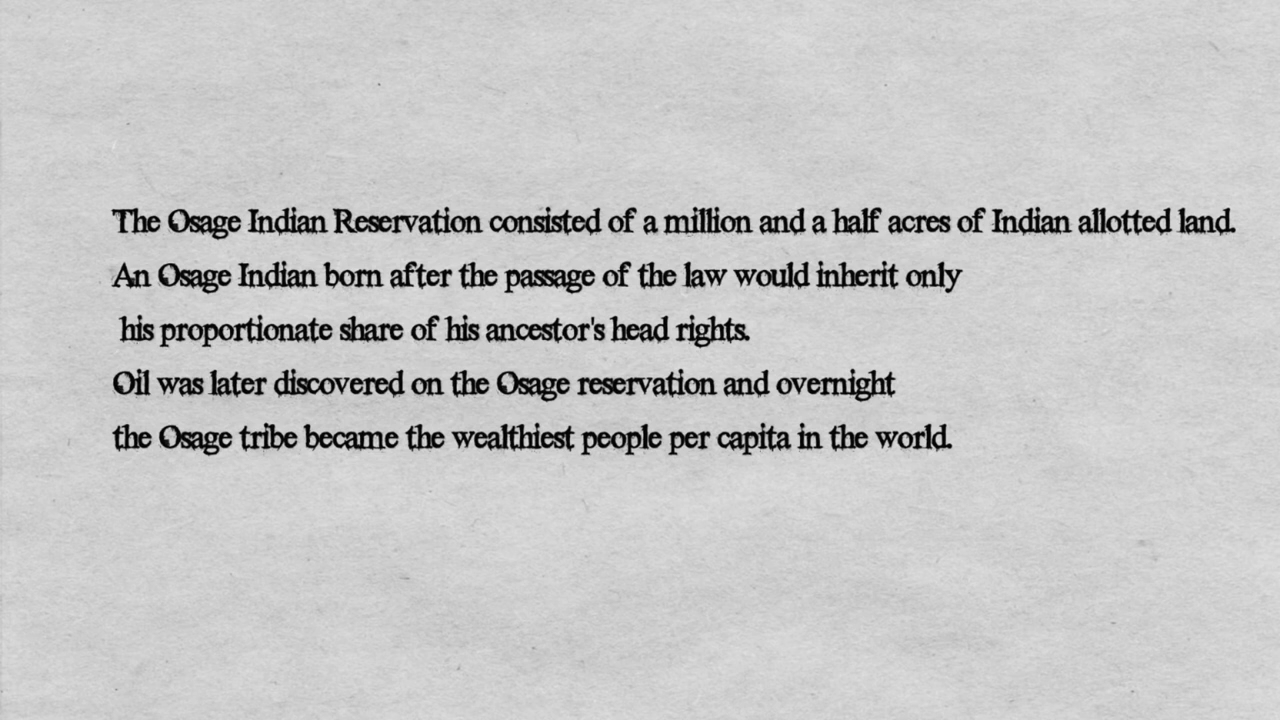 The Osage Indian Reservation consisted of a million and a half acres of Indian allotted land.
An Osage Indian born after the passage of the law would inherit only
his proportionate share of his ancestor's head rights.
Oil was later discovered on the Osage reservation and overnight
the Osage tribe became the wealthiest people per capita in the world.